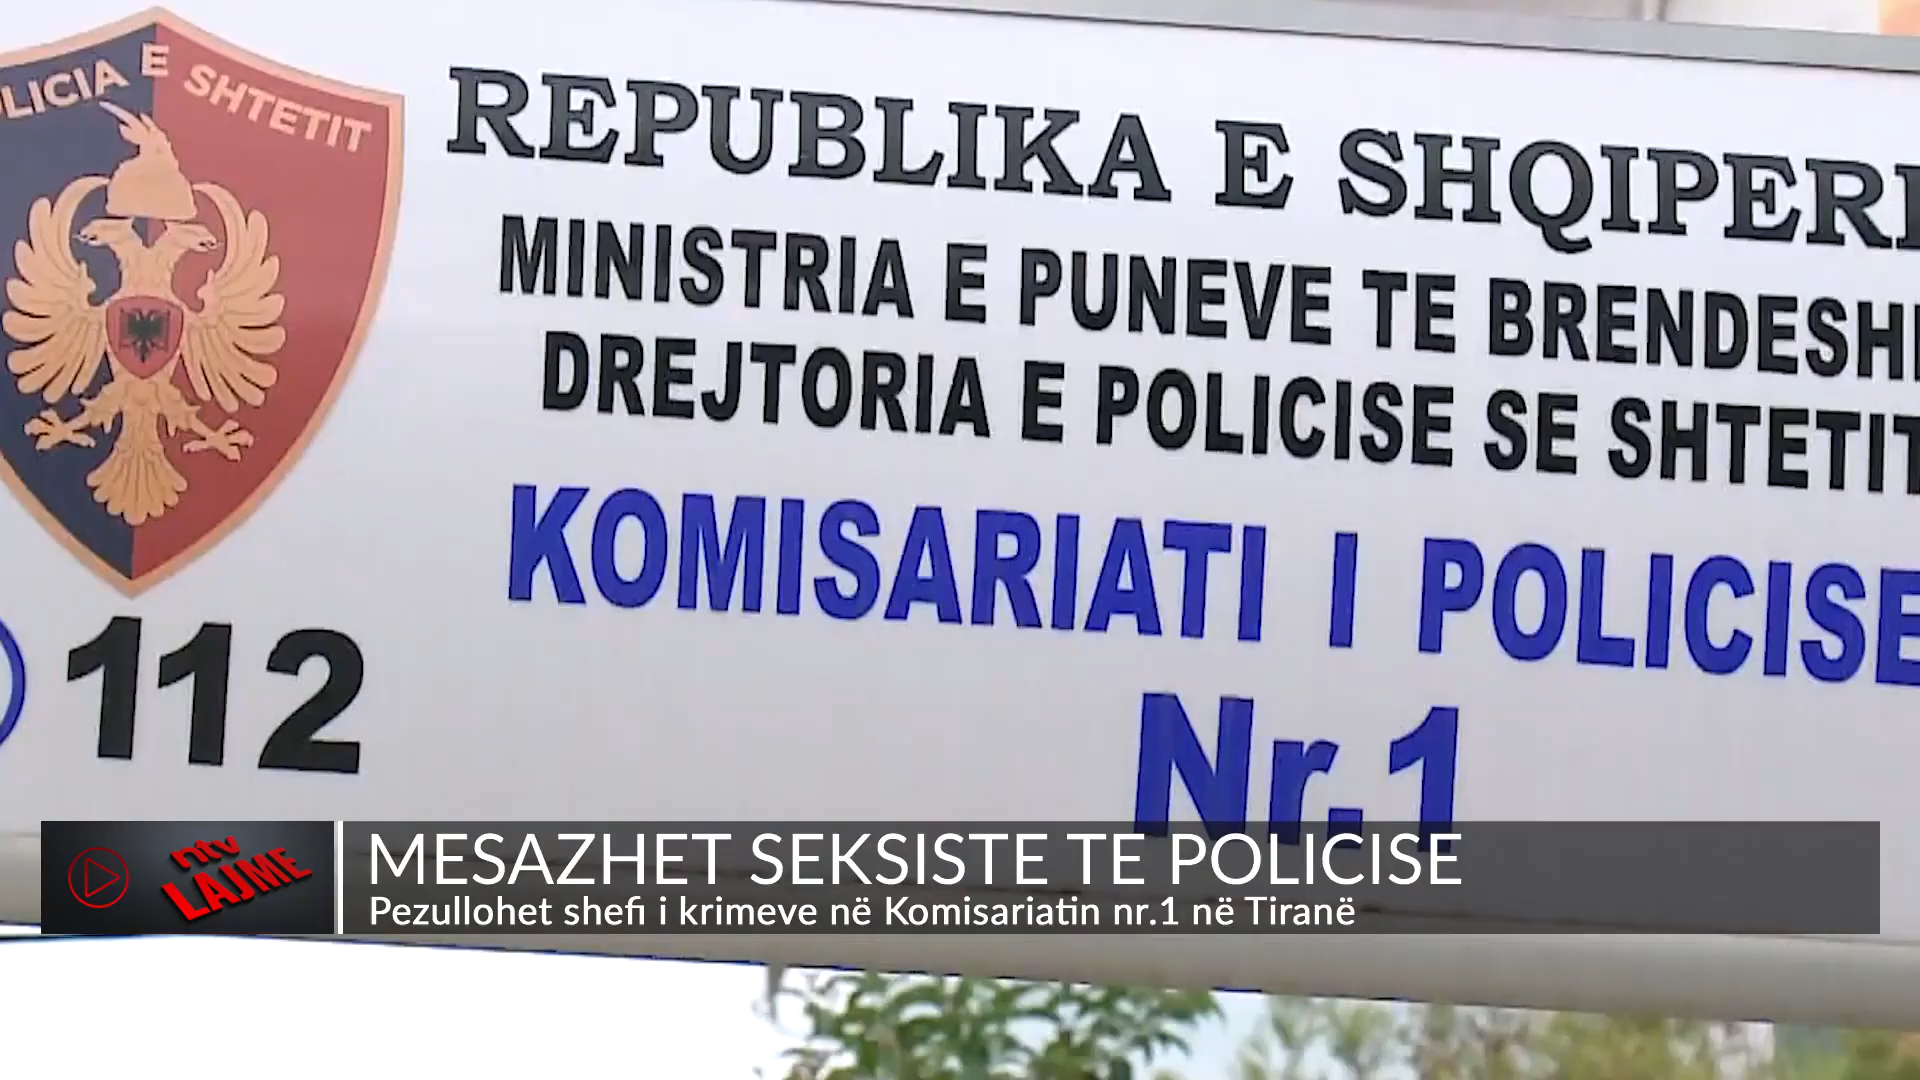 POLICIA E SHTETIT
REPUBLIKA E SHQIPERI
MINISTRIA E PUNEVE TE BRENDESH
DREJTORIA E POLICISE SE SHTETIT
KOMISARIATI I POLICISE
Nr.1
112
ntv
LAJME
MESAZHET SEKSISTE TE POLICISE
Pezullohet shefi i krimeve në Komisariatin nr.1 në Tiranë